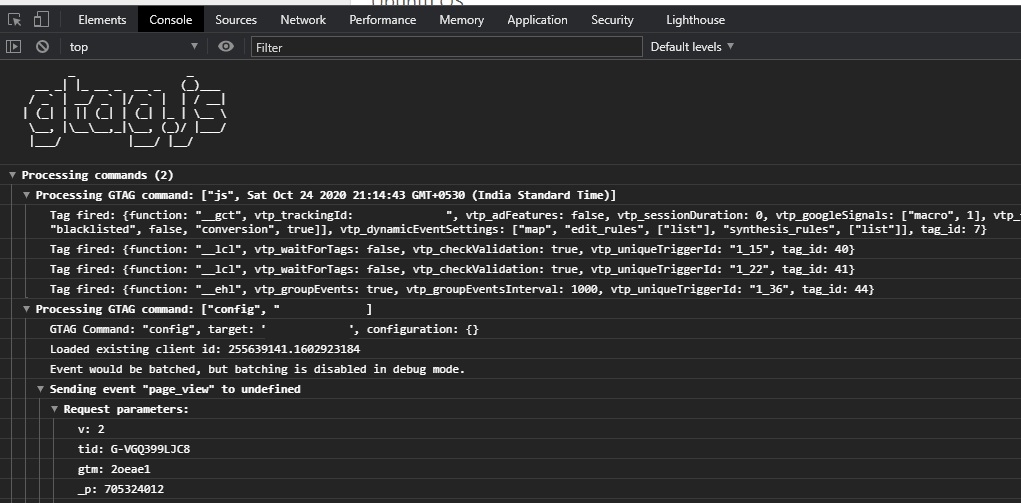 Ubuntu OS
Elements Console Sources Network Performance Memory Application Security Lighthouse
top Filter Default levels
gtag.js
Processing commands (2)
Processing GTAG command: ["js", Sat Oct 24 2020 21:14:43 GMT+0530 (India Standard Time)]
Tag fired: {function: "__gct", vtp_trackingId: ", vtp_adFeatures: false, vtp_sessionDuration: 0, vtp_googleSignals: ["macro", 1], vtp_
"blacklisted", false, "conversion", true]], vtp_dynamicEventSettings: ["map", "edit_rules", ["list"], "synthesis_rules", ["list"]], tag_id: 7}
Tag fired: {function: "__lcl", vtp_waitForTags: false, vtp_checkValidation: true, vtp_uniqueTriggerId: "1_15", tag_id: 40}
Tag fired: {function: "__lcl", vtp_waitForTags: false, vtp_checkValidation: true, vtp_uniqueTriggerId: "1_22", tag_id: 41}
Tag fired: {function: "__ehl", vtp_groupEvents: true, vtp_groupEventsInterval: 1000, vtp_uniqueTriggerId: "1_36", tag_id: 44}
Processing GTAG command: ["config", " ]
GTAG Command: "config", target: ' ', configuration: {}
Loaded existing client id: 255639141.1602923184
Event would be batched, but batching is disabled in debug mode.
Sending event "page_view" to undefined
Request parameters:
v: 2
tid: G-VGQ399LJC8
gtm: 2oeae1
_p: 705324012